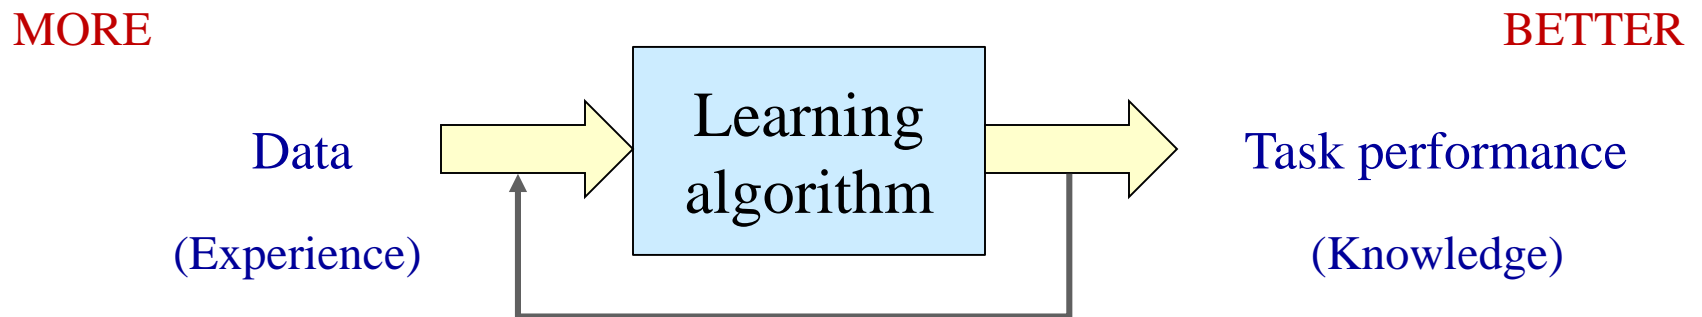 MORE
BETTER
Learning
algorithm
Data
Task performance
(Experience)
(Knowledge)